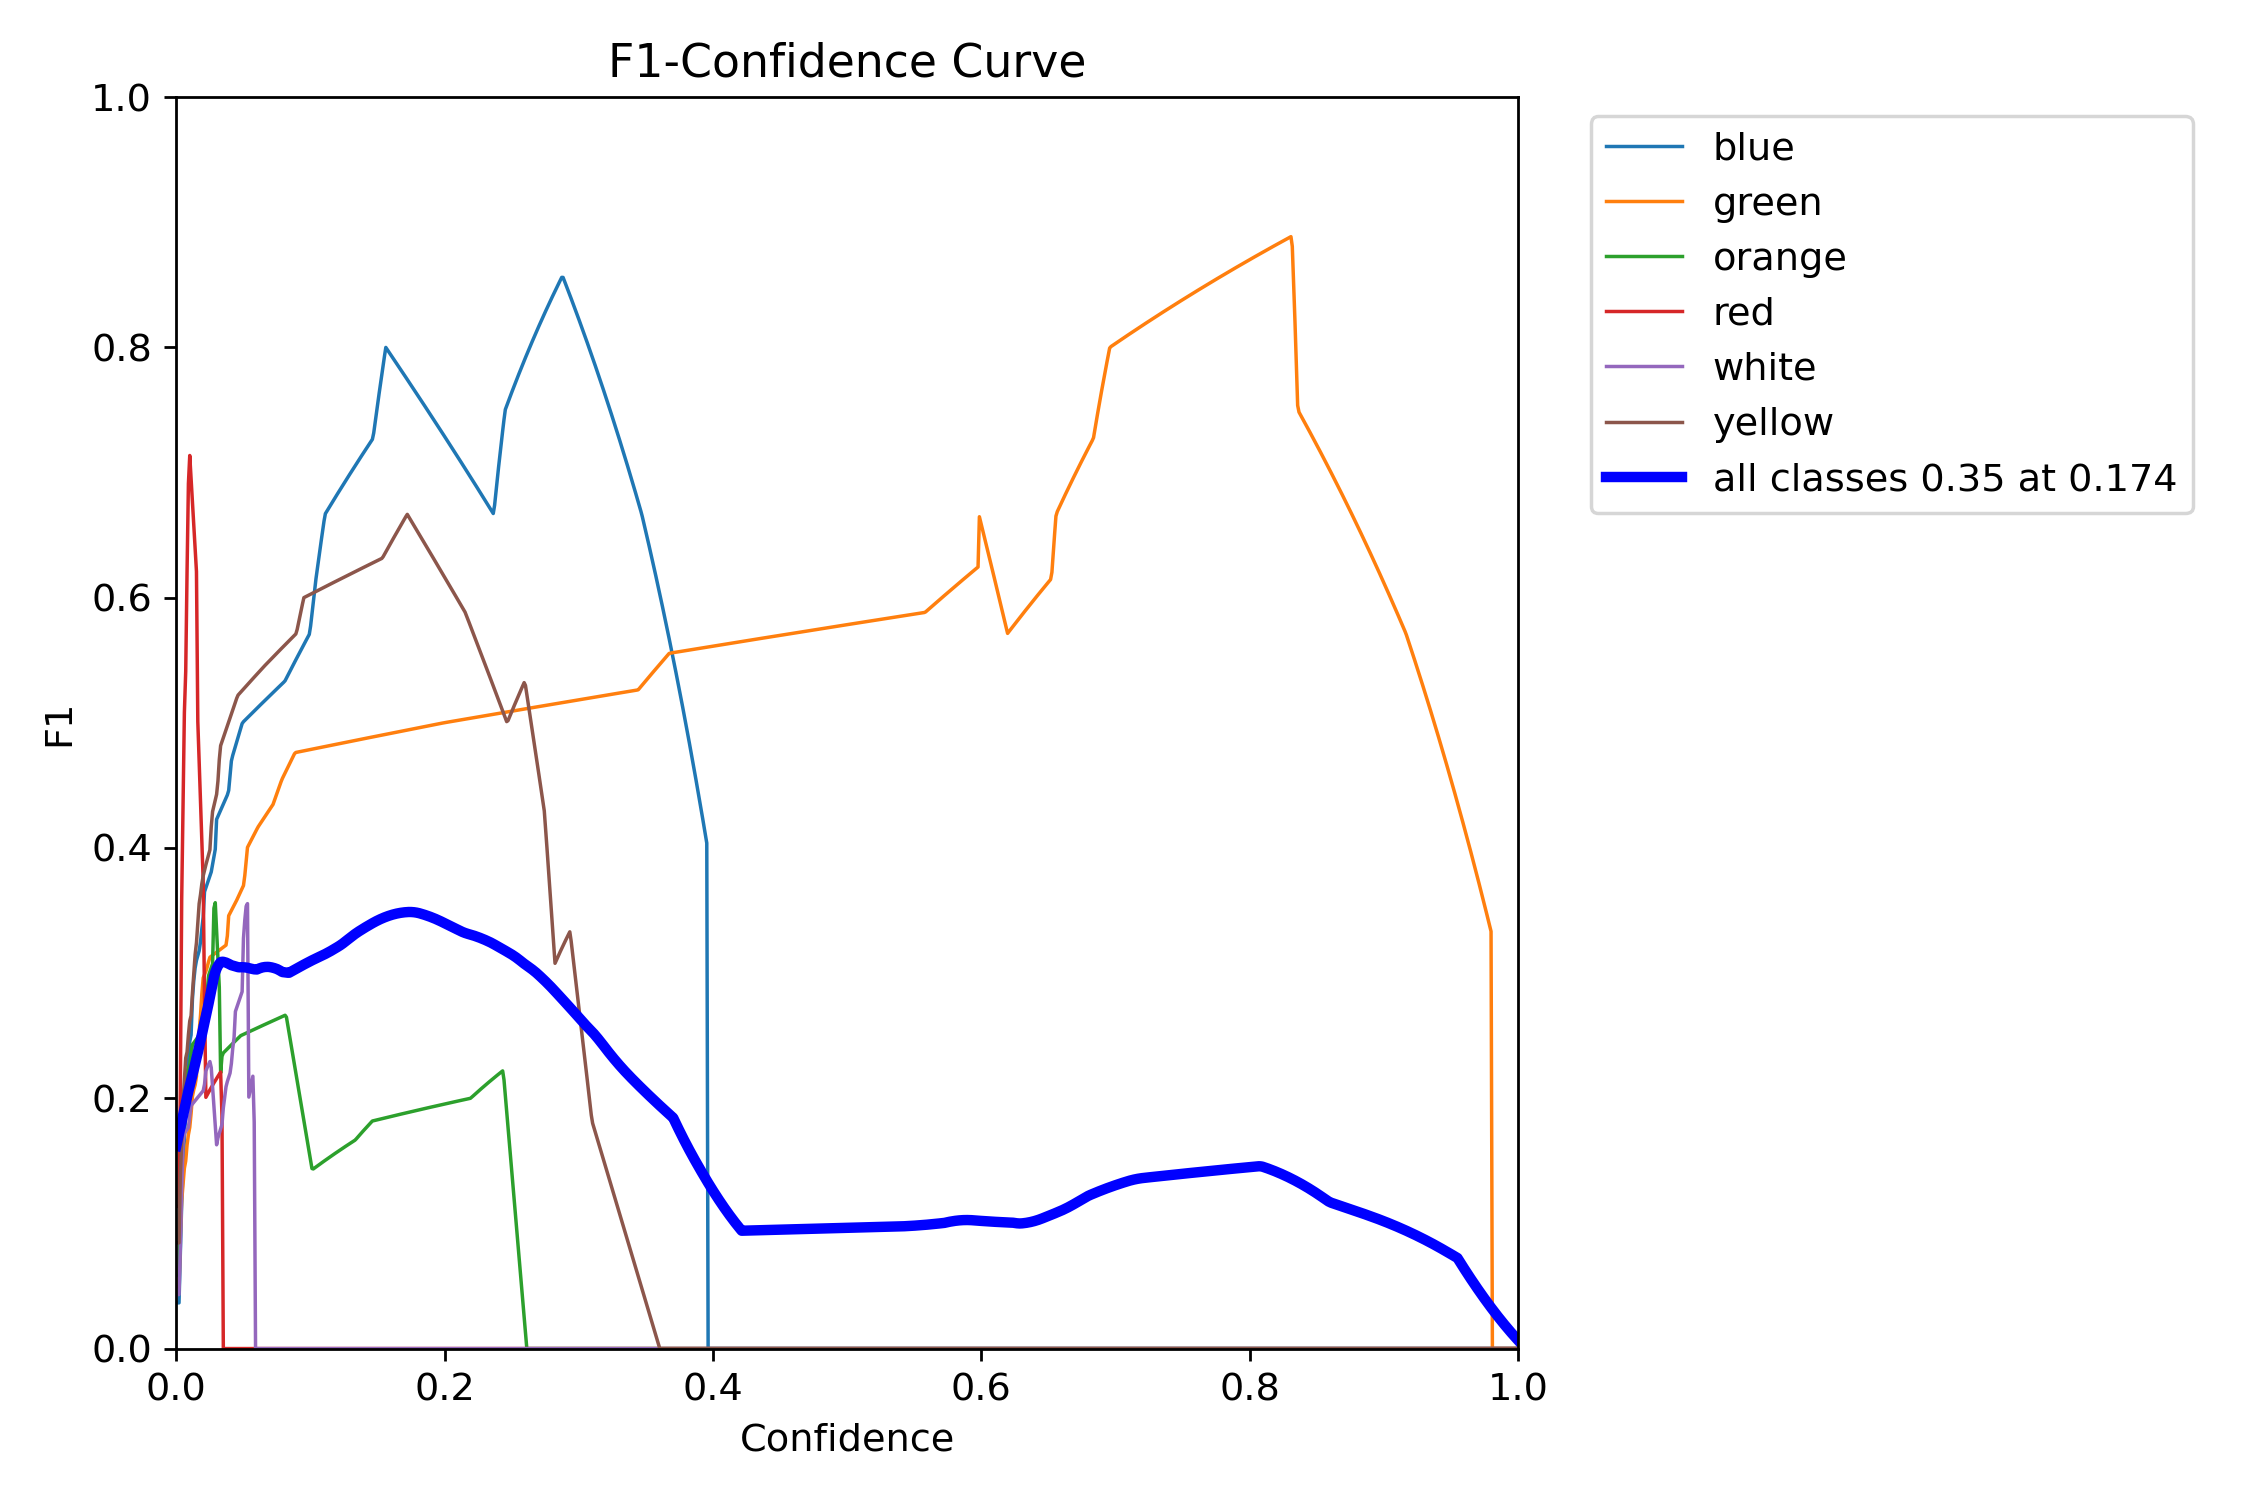 F1-Confidence Curve
1.0
0.8
0.6
0.4
0.2
0.0
F1
0.0 0.2 0.4 0.6 0.8 1.0
Confidence
blue
green
orange
red
white
yellow
all classes 0.35 at 0.174